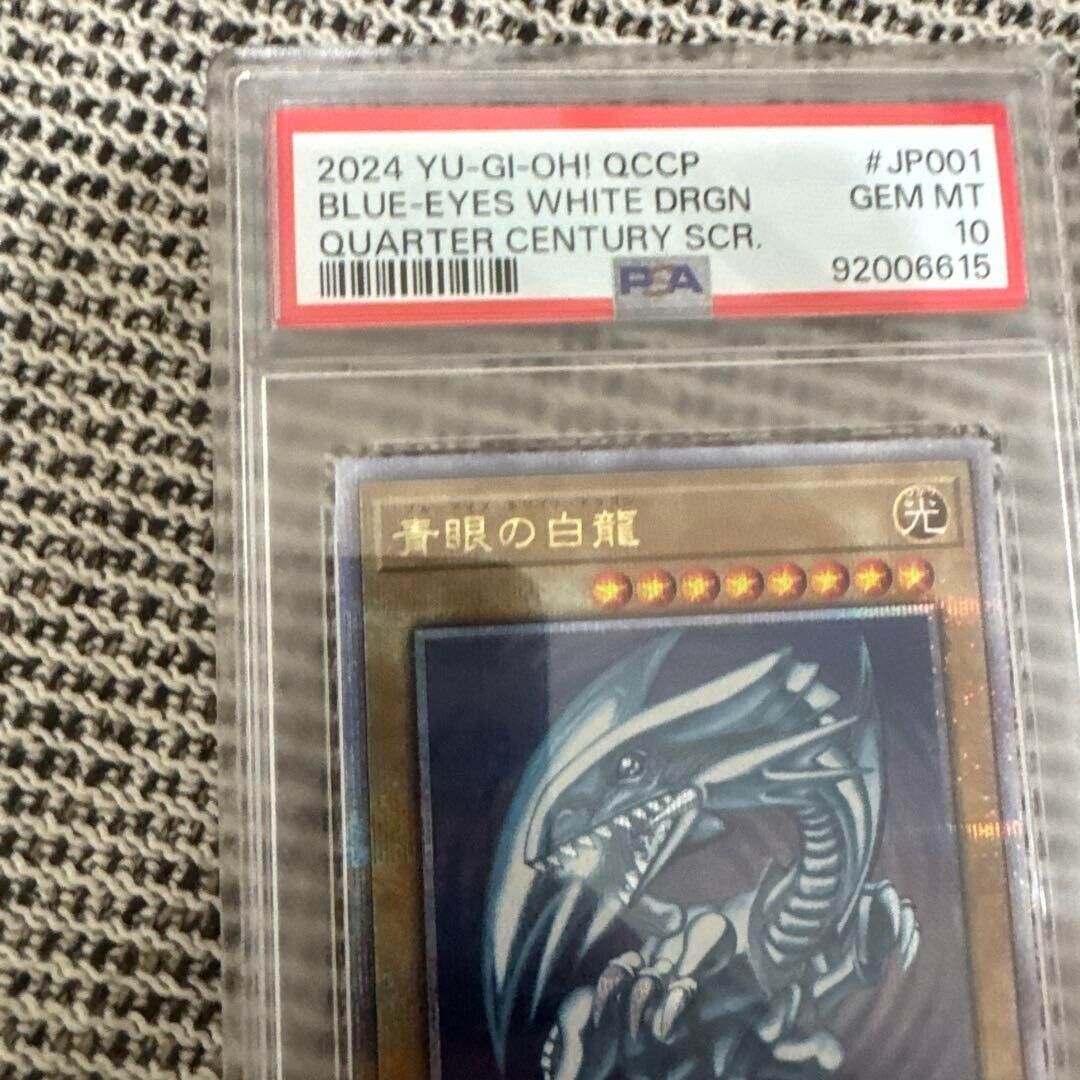 2024 YU-GI-OH! QCCP #JP001
BLUE-EYES WHITE DRGN GEM MT
QUARTER CENTURY SCR. 10
PSA 92006615
青眼の白龍 光